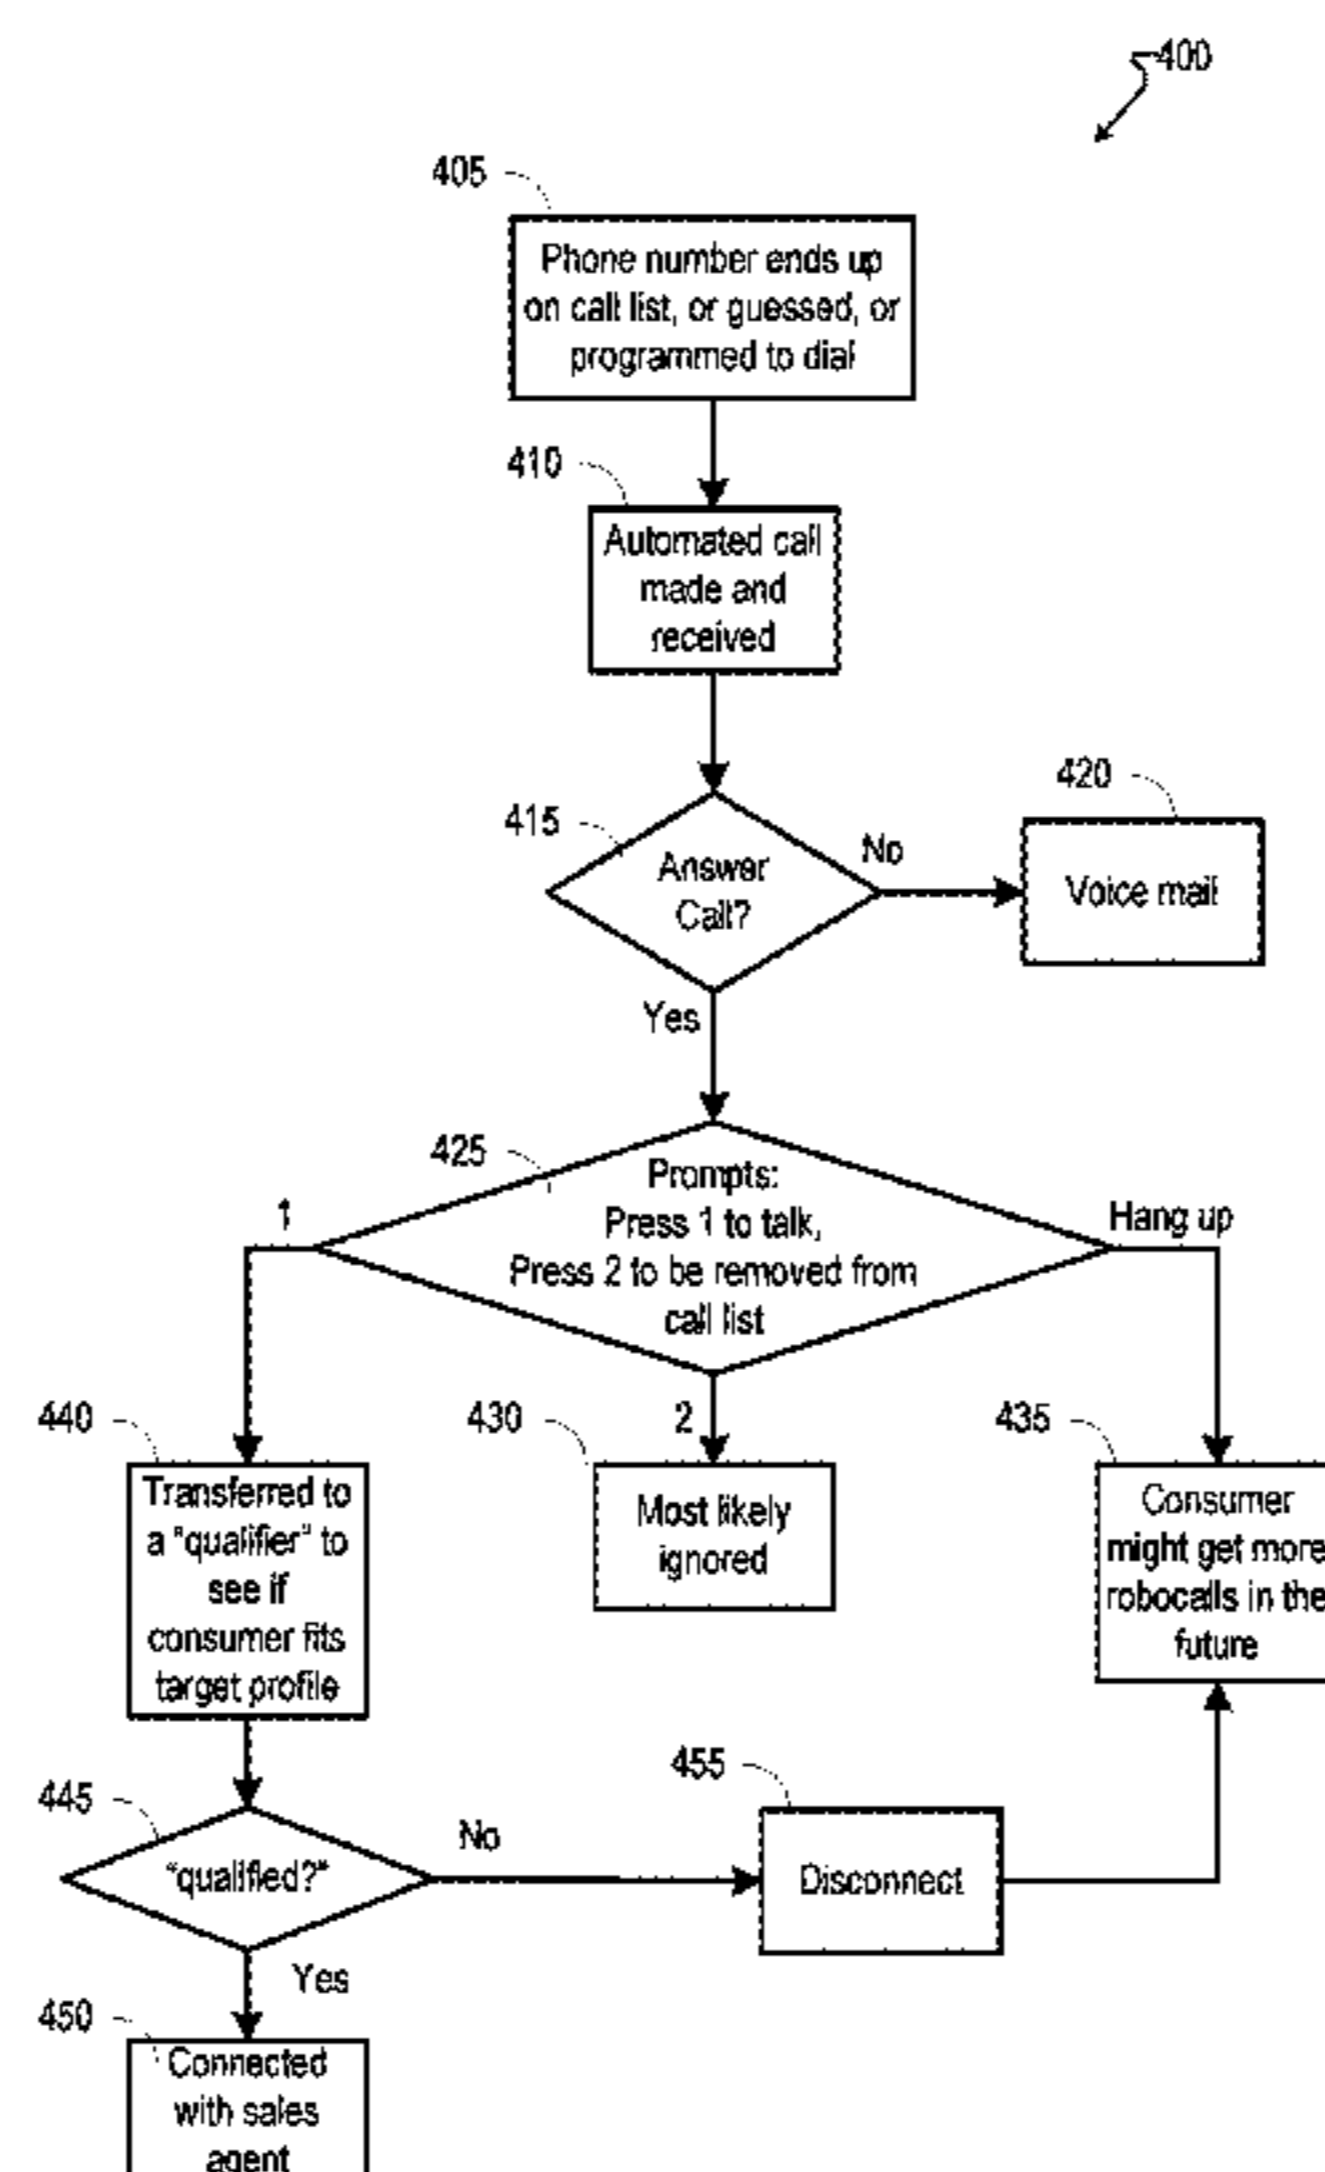 400
405
Phone number ends up
on call list, or guessed, or
programmed to dial
410
Automated call
made and
received
415
Answer
Call?
No
420
Voice mail
Yes
425
Prompts:
Press 1 to talk,
Press 2 to be removed from
call list
1
Hang up
2
440
Transferred to
a "qualifier" to
see if
consumer fits
target profile
430
Most likely
ignored
435
Consumer
might get more
robocalls in the
future
445
"qualified?"
No
455
Disconnect
Yes
450
Connected
with sales
agent